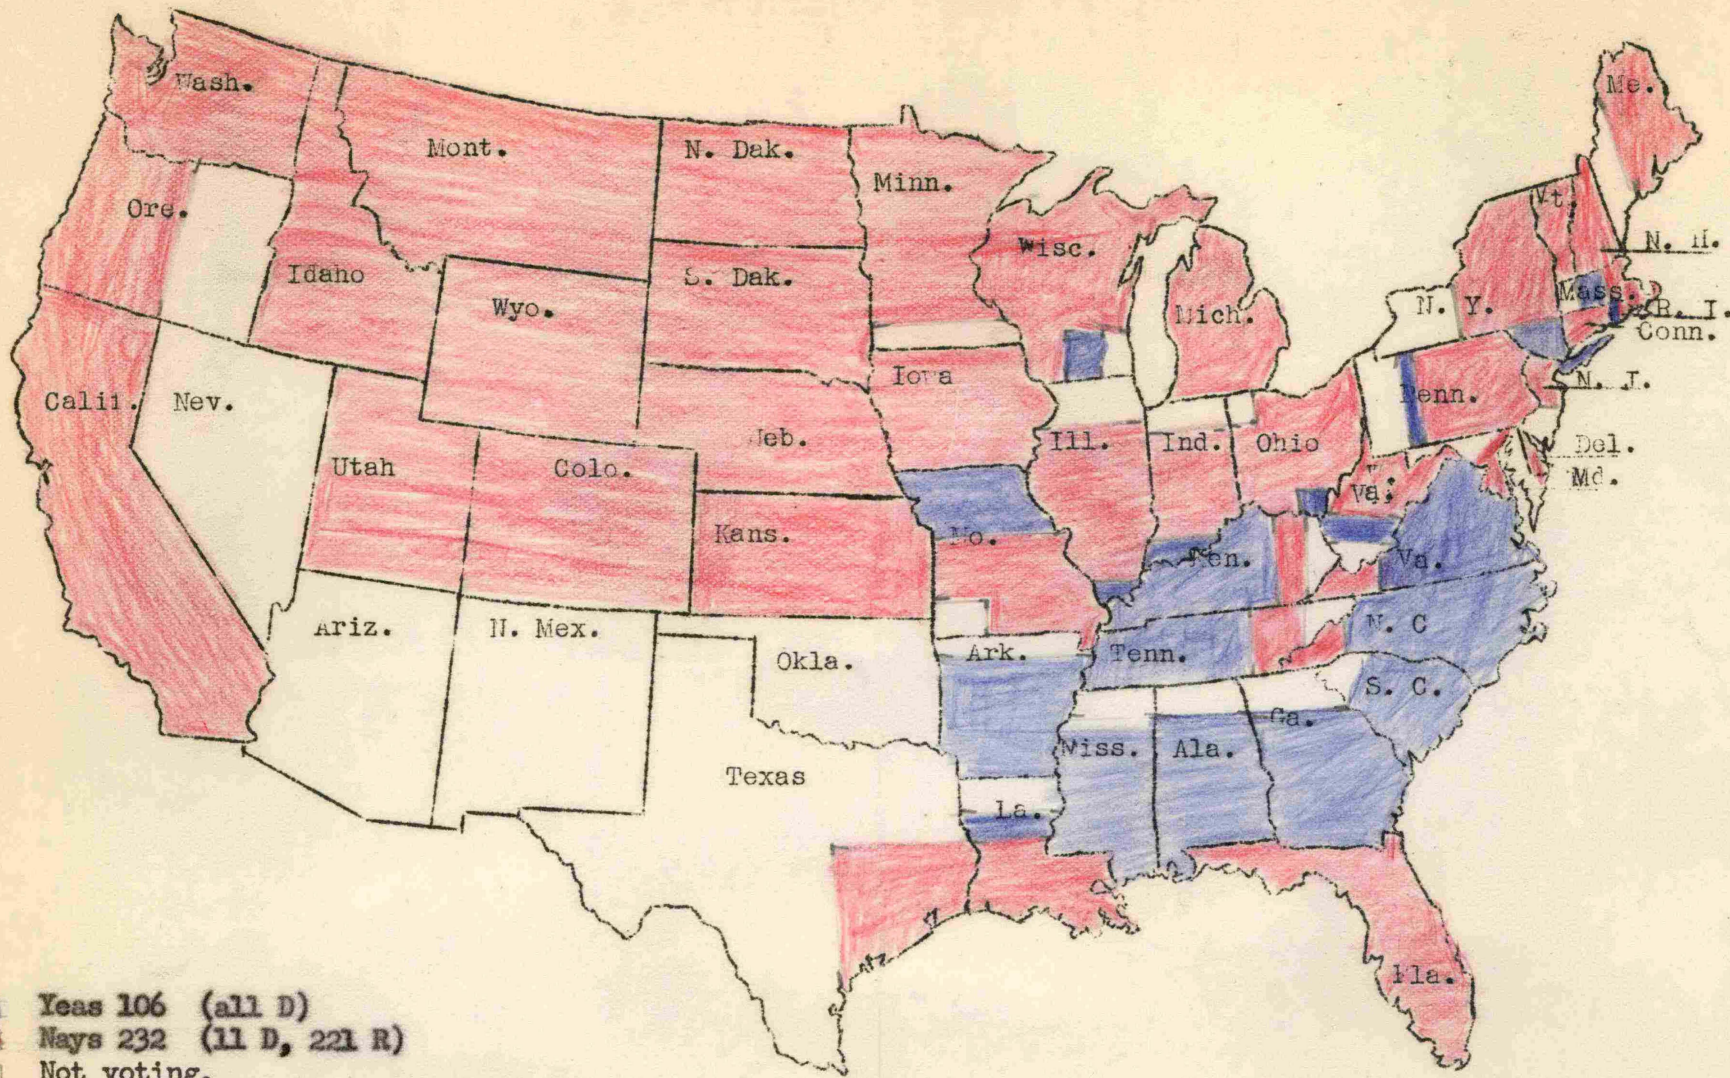 Me.
Wash.
Mont.
N. Dak.
Minn.
Vt.
Ore.
N. H.
Wisc.
Idaho
S. Dak.
Mass.
Wyo.
Mich.
N. Y.
R. I.
Conn.
Iowa
N. J.
Calif.
Nev.
Penn.
Neb.
Ill.
Ind.
Ohio
Del.
Utah
Colo.
Md.
Va.
Kans.
Mo.
Ken.
Va.
Ariz.
N. Mex.
N. C
Okla.
Ark.
Tenn.
S. C.
Ga.
Miss.
Ala.
Texas
La.
Fla.
Yeas 106 (all D)
Nays 232 (11 D, 221 R)
Not voting.